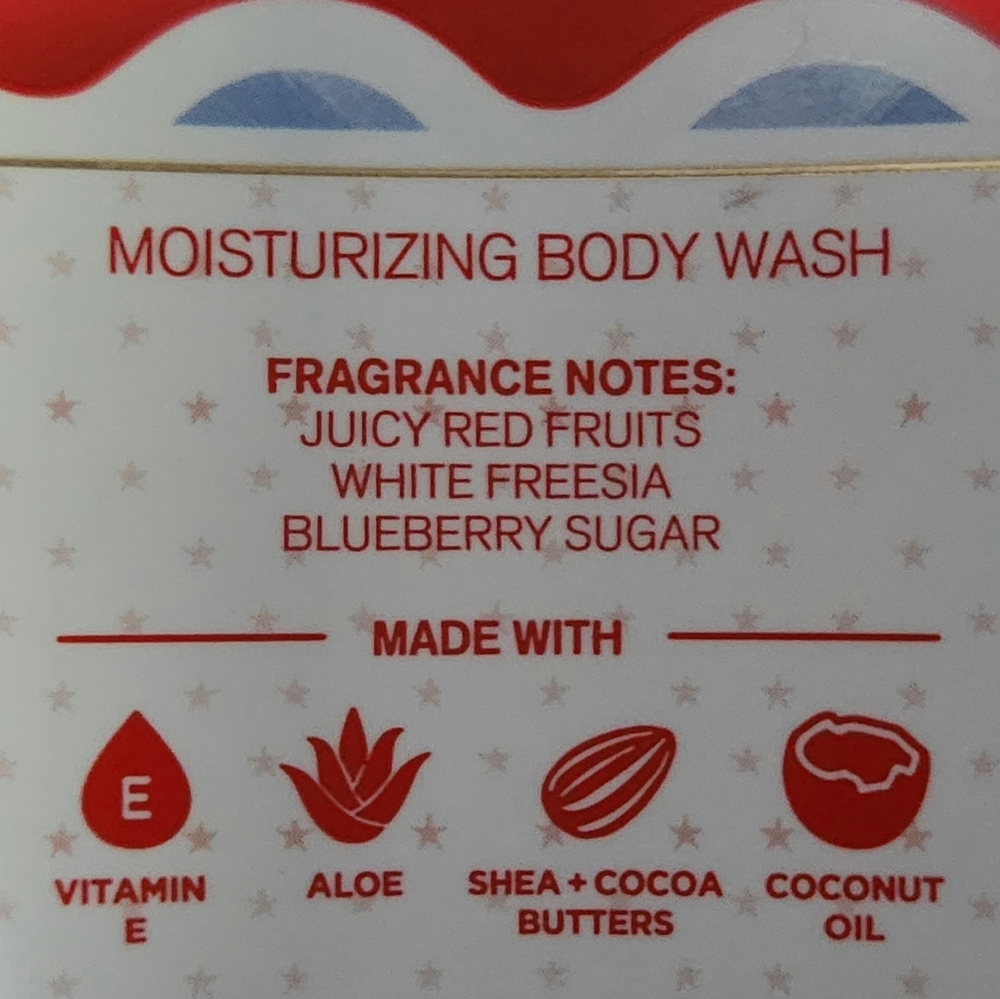 MOISTURIZING BODY WASH
FRAGRANCE NOTES:
JUICY RED FRUITS
WHITE FREESIA
BLUEBERRY SUGAR
MADE WITH
E
VITAMIN
E
ALOE
SHEA + COCOA
BUTTERS
COCONUT
OIL